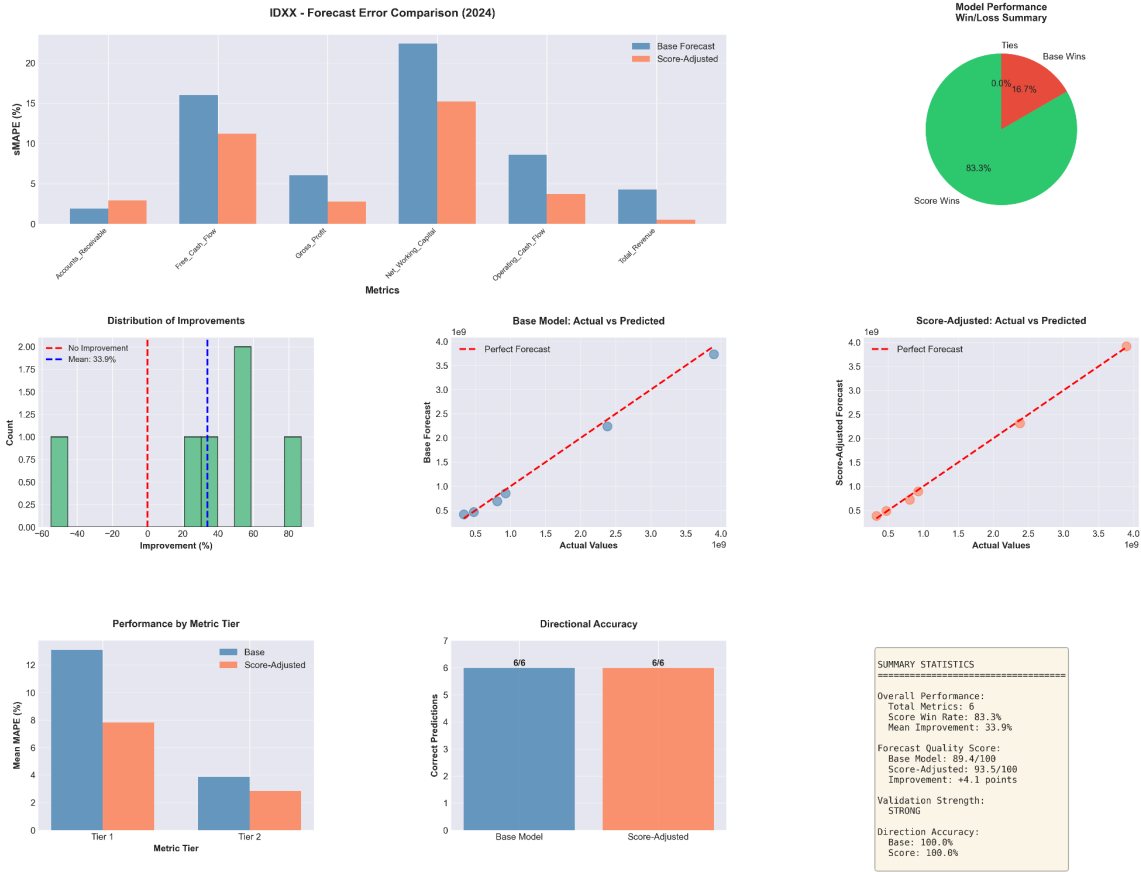 IDXX - Forecast Error Comparison (2024)
sMAPE (%)
20
15
10
5
0
Base Forecast
Score-Adjusted
Accounts_Receivable
Free_Cash_Flow
Gross_Profit
Net_Working_Capital
Operating_Cash_Flow
Total_Revenue
Metrics
Model Performance
Win/Loss Summary
Ties
Base Wins
0.0%
16.7%
83.3%
Score Wins
Distribution of Improvements
Count
2.00
1.75
1.50
1.25
1.00
0.75
0.50
0.25
0.00
No Improvement
Mean: 33.9%
−60 −40 −20 0 20 40 60 80
Improvement (%)
Base Model: Actual vs Predicted
1e9
Base Forecast
4.0
3.5
3.0
2.5
2.0
1.5
1.0
0.5
Perfect Forecast
0.5 1.0 1.5 2.0 2.5 3.0 3.5 4.0
1e9
Actual Values
Score-Adjusted: Actual vs Predicted
1e9
Score-Adjusted Forecast
4.0
3.5
3.0
2.5
2.0
1.5
1.0
0.5
Perfect Forecast
0.5 1.0 1.5 2.0 2.5 3.0 3.5 4.0
1e9
Actual Values
Performance by Metric Tier
Mean MAPE (%)
12
10
8
6
4
2
0
Base
Score-Adjusted
Tier 1 Tier 2
Metric Tier
Directional Accuracy
Correct Predictions
7
6
5
4
3
2
1
0
6/6 6/6
Base Model Score-Adjusted
SUMMARY STATISTICS
===================================
Overall Performance:
Total Metrics: 6
Score Win Rate: 83.3%
Mean Improvement: 33.9%
Forecast Quality Score:
Base Model: 89.4/100
Score-Adjusted: 93.5/100
Improvement: +4.1 points
Validation Strength:
STRONG
Direction Accuracy:
Base: 100.0%
Score: 100.0%